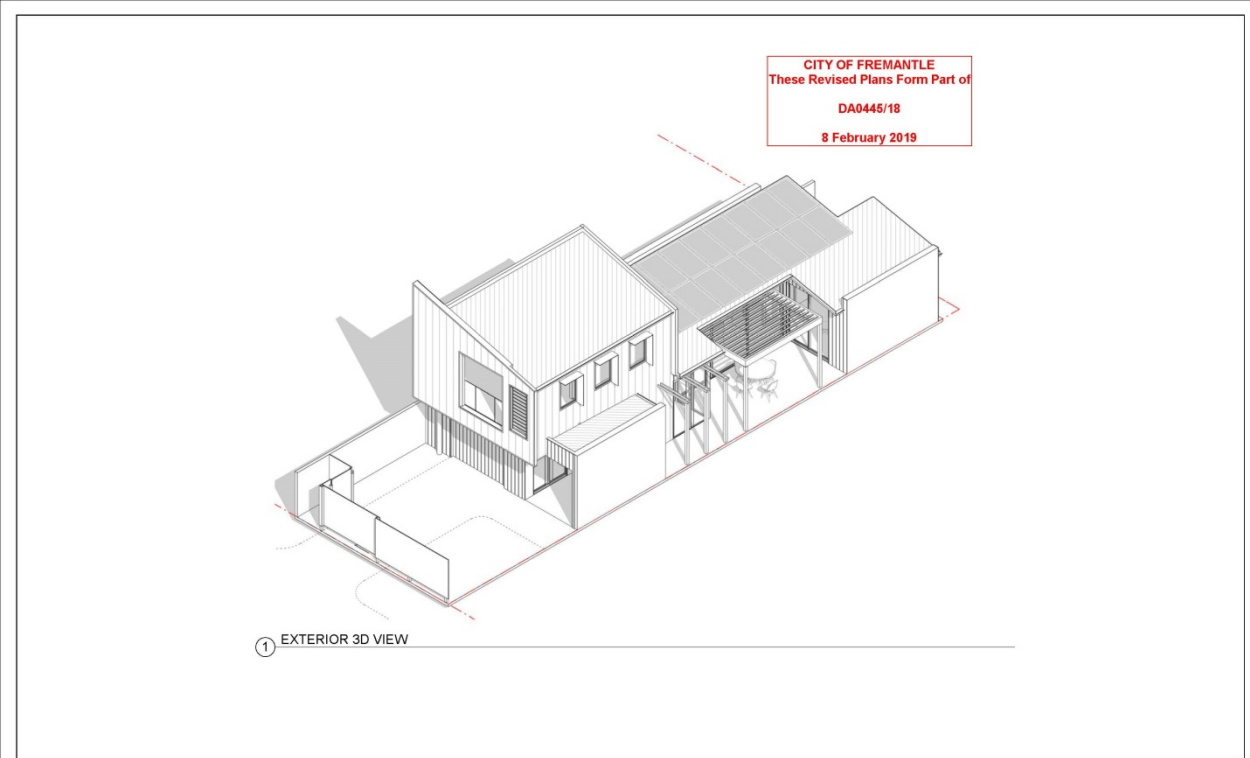 CITY OF FREMANTLE
These Revised Plans Form Part of
DA0445/18
8 February 2019
1 EXTERIOR 3D VIEW